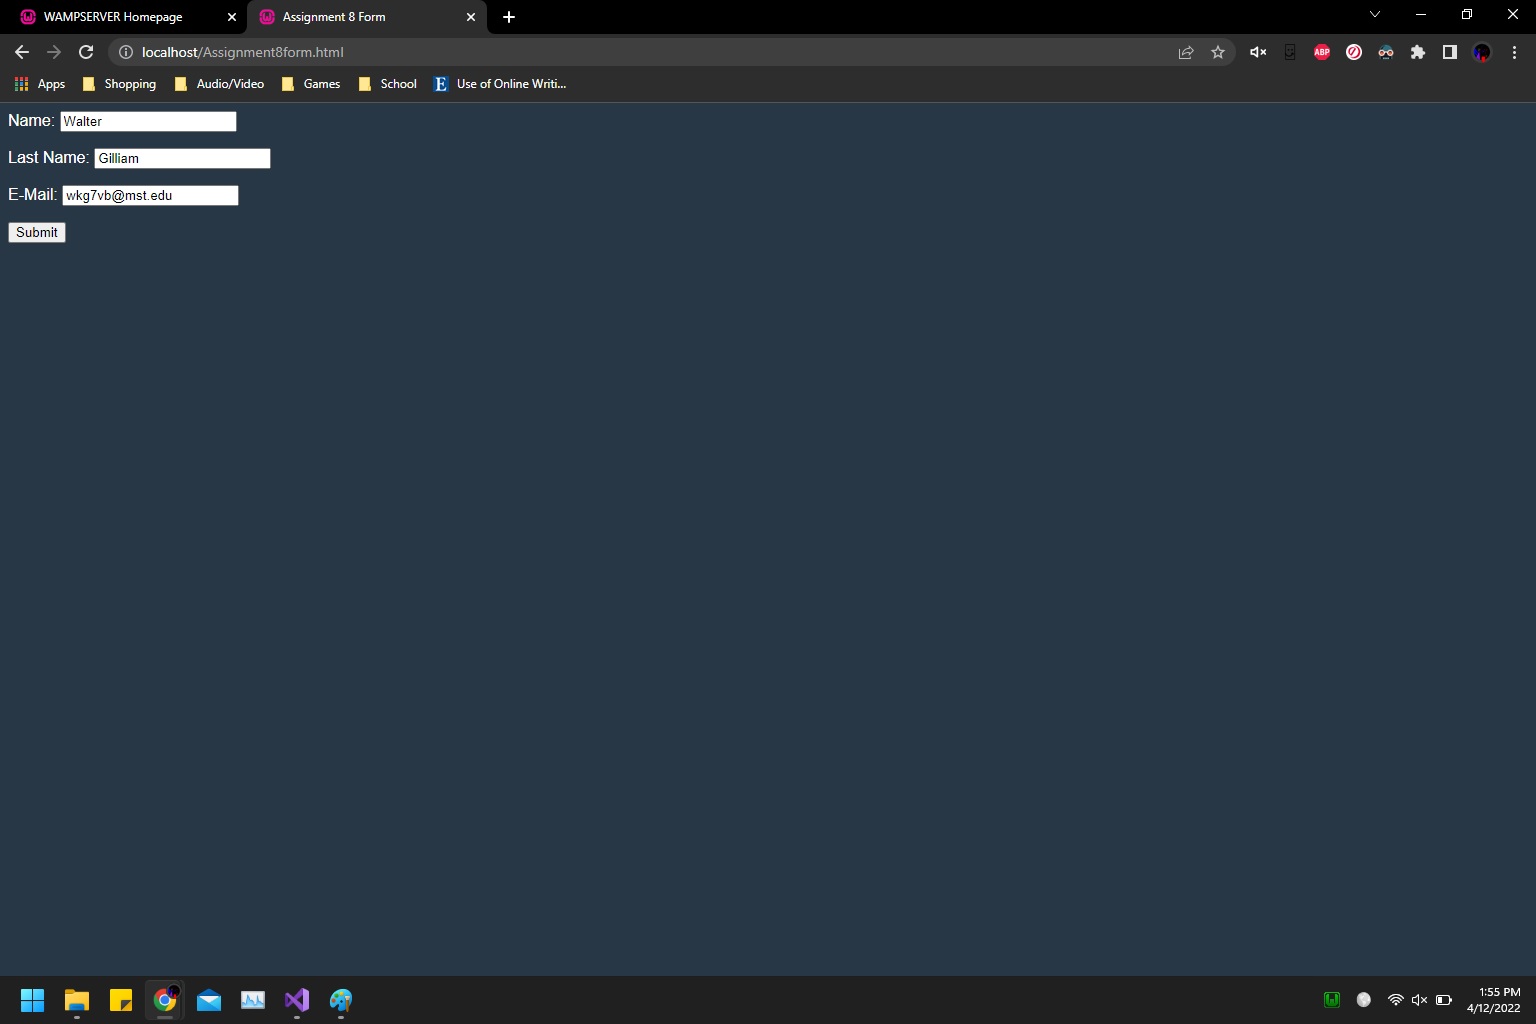 WAMPSERVER Homepage
Assignment 8 Form
localhost/Assignment8form.html
ABP
Apps
Shopping
Audio/Video
Games
School
E
Use of Online Writi...
Name: Walter
Last Name: Gilliam
E-Mail: wkg7vb@mst.edu
Submit
1:55 PM
4/12/2022